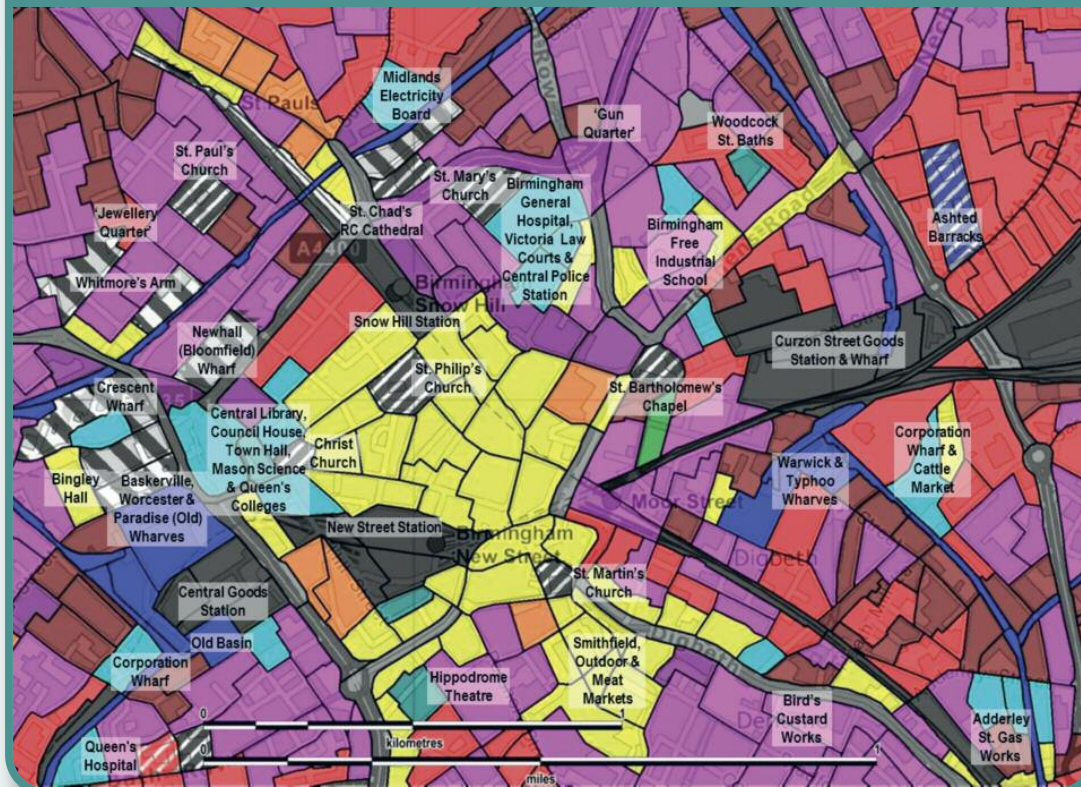 Row
Midlands
Electricity
Board
St. Pauls
'Gun
Quarter'
Woodcock
St. Baths
St. Paul's
Church
St. Mary's
Church
Birmingham
General
Hospital,
Victoria Law
Courts &
Central Police
Station
'Jewellery
Quarter'
St. Chad's
RC Cathedral
Birmingham
Free
Industrial
School
Road
Ashted
Barracks
A4400
Whitmore's Arm
Snow Hill
Snow Hill Station
Newhall
(Bloomfield)
Wharf
Curzon Street Goods
Station & Wharf
St. Philip's
Church
St. Bartholomew's
Chapel
Crescent
Wharf
Central Library,
Council House,
Town Hall,
Mason Science
& Queen's
Colleges
Christ
Church
Corporation
Wharf &
Cattle
Market
Bingley
Hall
Baskerville,
Worcester &
Paradise (Old)
Wharves
Warwick &
Typhoo
Wharves
Moor Street
New Street Station
Birmingham
New Street
Digbeth
St. Martin's
Church
Central Goods
Station
Old Basin
Digbeth
Corporation
Wharf
Hippodrome
Theatre
Smithfield,
Outdoor &
Meat
Markets
Bird's
Custard
Works
Adderley
St. Gas
Works
0
1
kilometres
Queen's
Hospital
0
1
miles